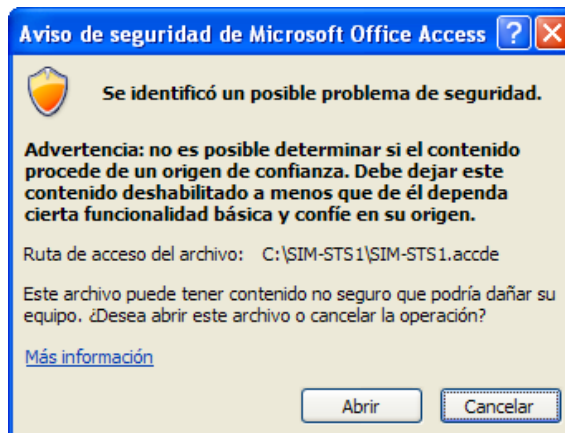 Aviso de seguridad de Microsoft Office Access
Se identificó un posible problema de seguridad.
Advertencia: no es posible determinar si el contenido
procede de un origen de confianza. Debe dejar este
contenido deshabilitado a menos que de él dependa
cierta funcionalidad básica y confíe en su origen.
Ruta de acceso del archivo: C:\SIM-STS1\SIM-STS1.accde
Este archivo puede tener contenido no seguro que podría dañar su
equipo. ¿Desea abrir este archivo o cancelar la operación?
Más información
Abrir Cancelar